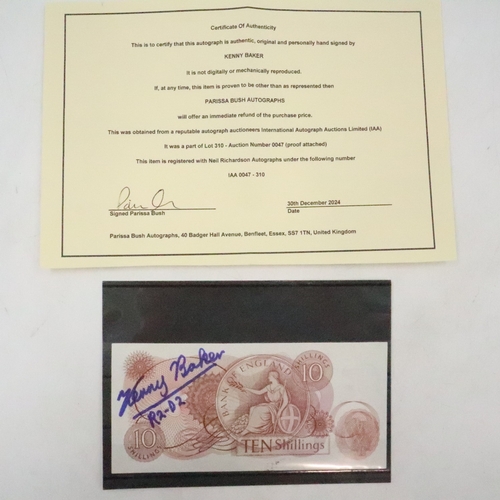 Certificate Of Authenticity
This is to certify that this autograph is authentic, original and personally hand signed by
KENNY BAKER
It is not digitally or mechanically reproduced.
If, at any time, this item is proven to be other than as represented then
PARISSA BUSH AUTOGRAPHS
will offer an immediate refund of the purchase price.
This was obtained from a reputable autograph auctioneers International Autograph Auctions Limited (IAA)
It was a part of Lot 310 - Auction Number 0047 (proof attached)
This item is registered with Neil Richardson Autographs under the following number
IAA 0047 - 310
30th December 2024
Signed Parissa Bush
Date
Parissa Bush Autographs, 40 Badger Hall Avenue, Benfleet, Essex, SS7 1TN, United Kingdom
Kenny Baker
R2-D2
BANK OF ENGLAND
SHILLINGS
10
10
TEN Shillings